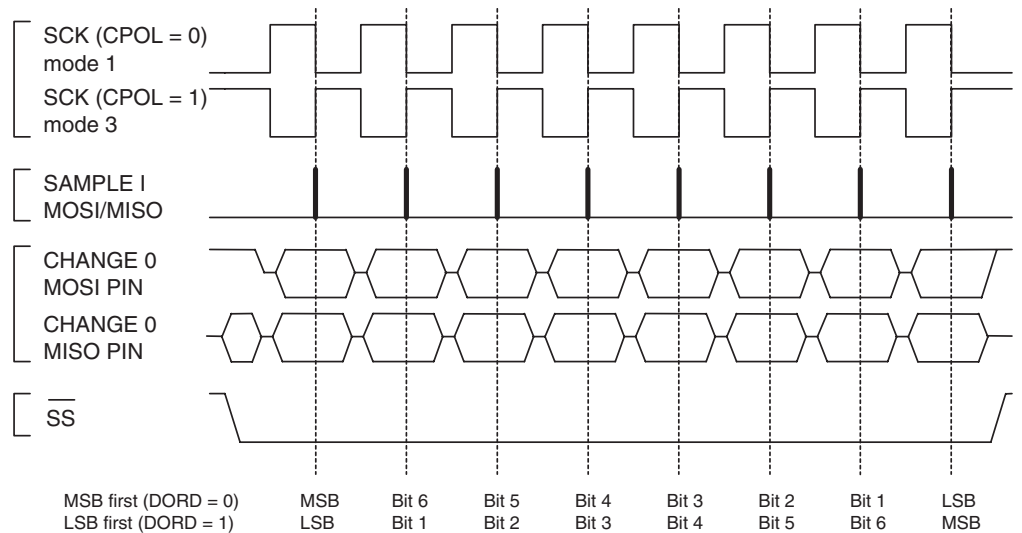 SCK (CPOL = 0)
mode 1
SCK (CPOL = 1)
mode 3
SAMPLE I
MOSI/MISO
CHANGE 0
MOSI PIN
CHANGE 0
MISO PIN
SS
MSB first (DORD = 0) MSB Bit 6 Bit 5 Bit 4 Bit 3 Bit 2 Bit 1 LSB
LSB first (DORD = 1) LSB Bit 1 Bit 2 Bit 3 Bit 4 Bit 5 Bit 6 MSB